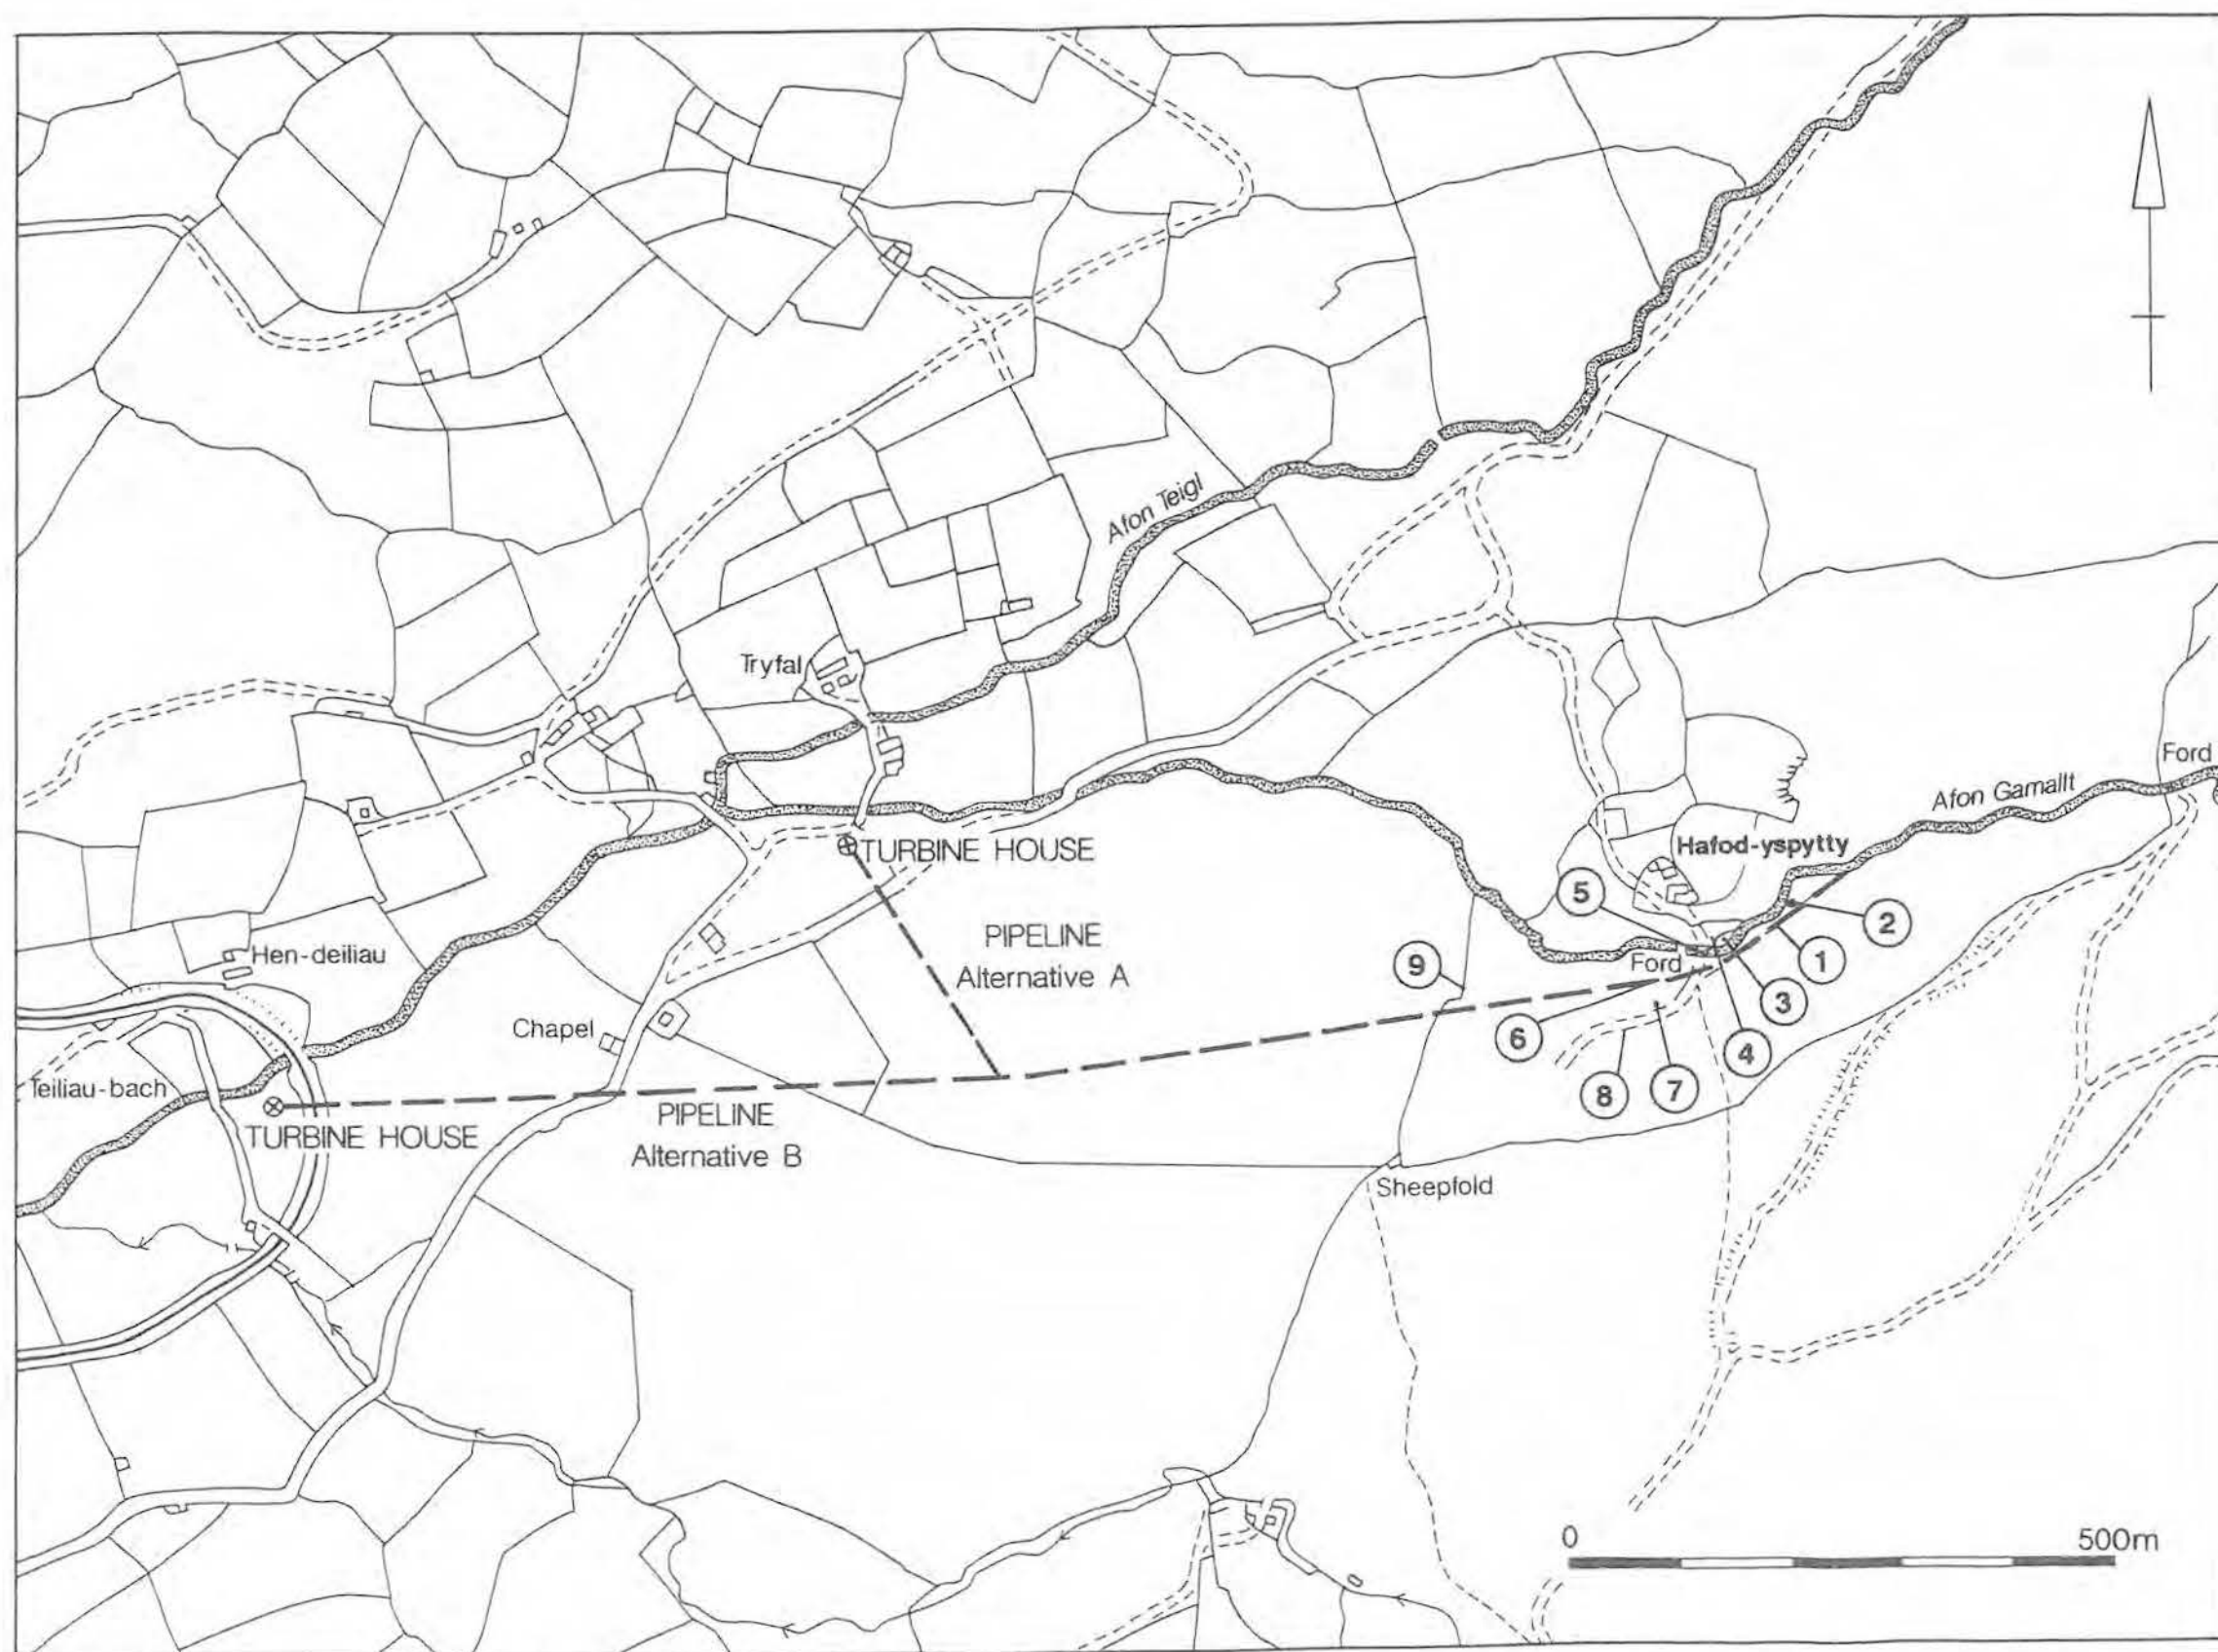 Afon Teigl
Tryfal
Ford
Afon Gamallt
TURBINE HOUSE
Hafod-yspytty
5
2
PIPELINE
Alternative A
Hen-deiliau
9
Ford
1
3
Chapel
6
4
Teiliau-bach
8
7
TURBINE HOUSE
PIPELINE
Alternative B
Sheepfold
0
500m